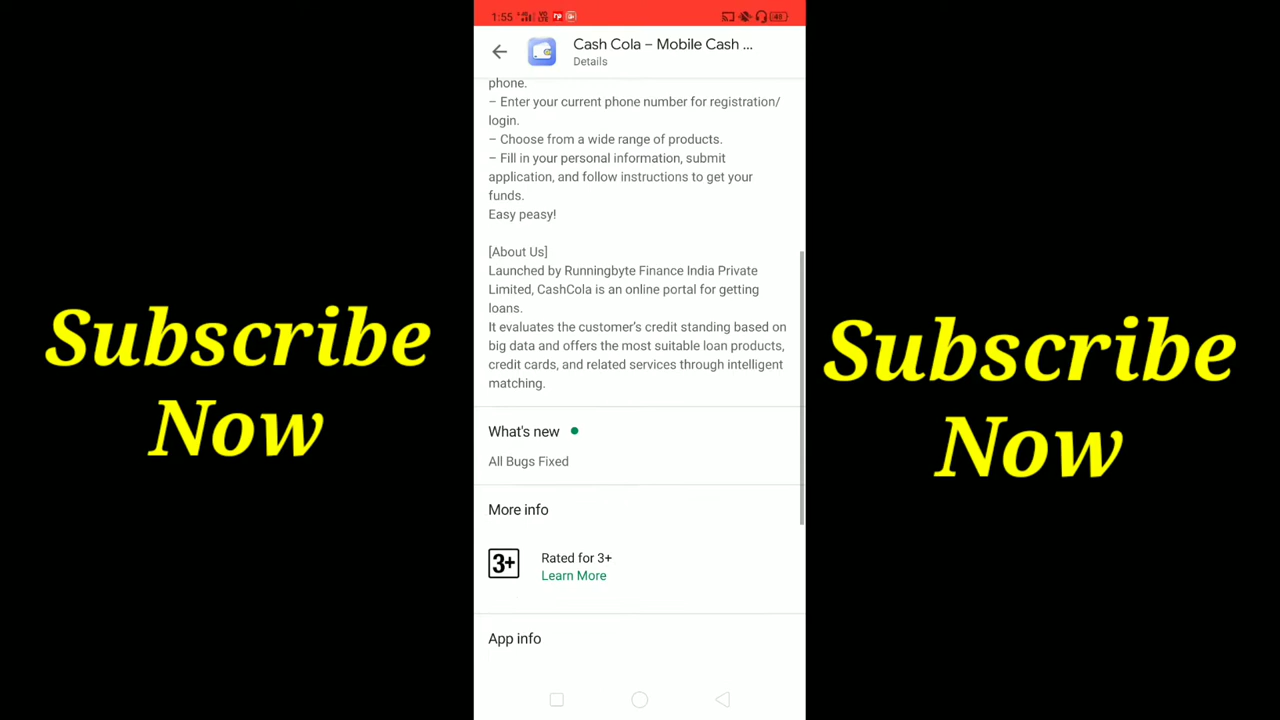 1:55
48
Cash Cola – Mobile Cash ...
Details
phone.
– Enter your current phone number for registration/
login.
– Choose from a wide range of products.
– Fill in your personal information, submit
application, and follow instructions to get your
funds.
Easy peasy!
[About Us]
Launched by Runningbyte Finance India Private
Limited, CashCola is an online portal for getting
loans.
It evaluates the customer's credit standing based on
big data and offers the most suitable loan products,
credit cards, and related services through intelligent
matching.
What's new
All Bugs Fixed
More info
3+
Rated for 3+
Learn More
App info
Subscribe
Now
Subscribe
Now